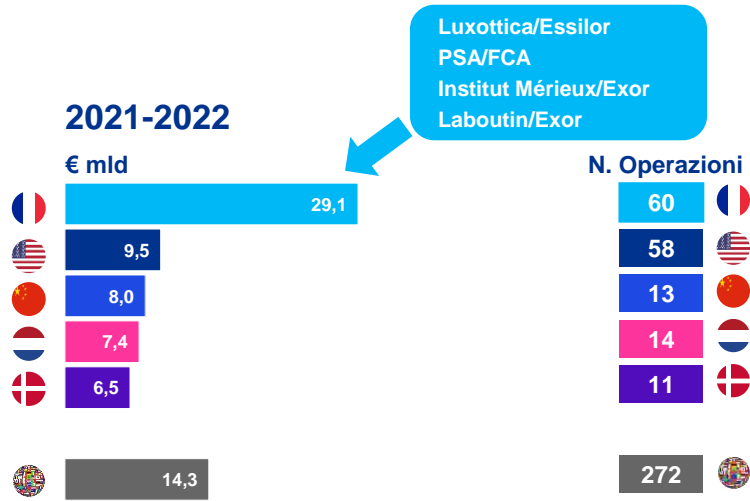 Luxottica/Essilor
PSA/FCA
Institut Mérieux/Exor
Laboutin/Exor
2021-2022
€ mld
N. Operazioni
29,1
60
9,5
58
8,0
13
7,4
14
6,5
11
14,3
272